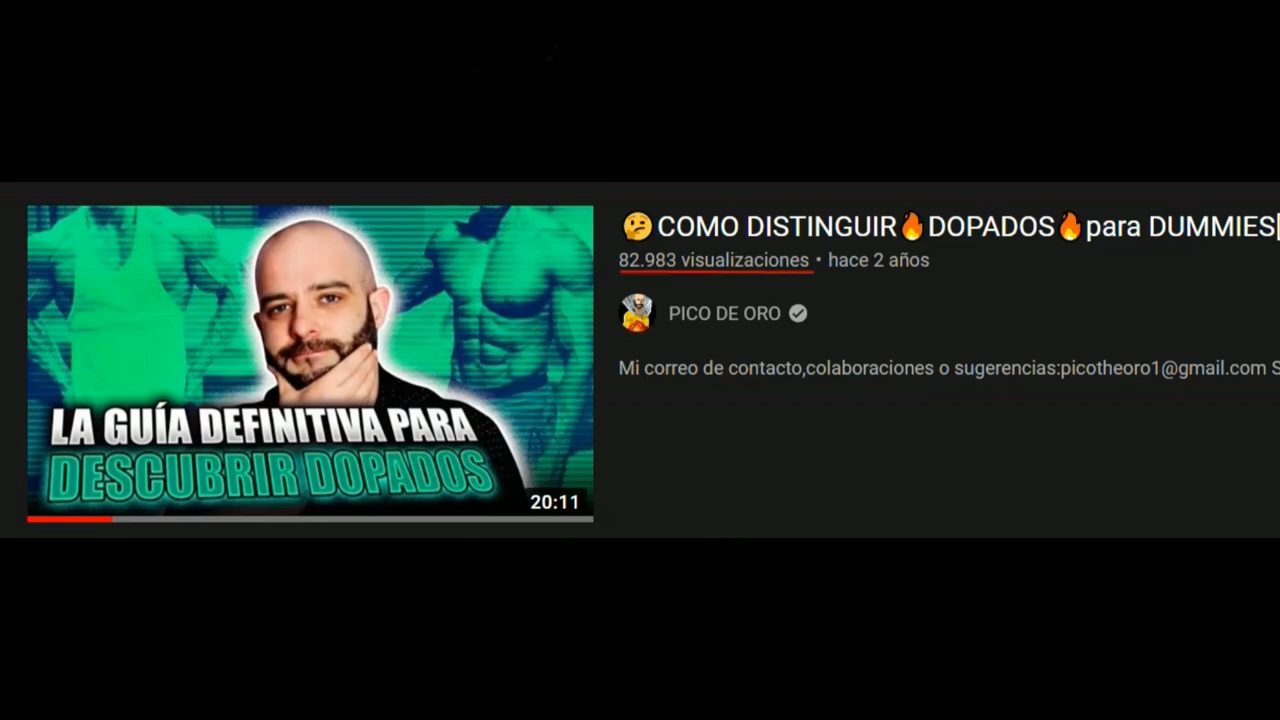 LA GUÍA DEFINITIVA PARA
DESCUBRIR DOPADOS
20:11
🤔COMO DISTINGUIR🔥DOPADOS🔥para DUMMIES
82.983 visualizaciones • hace 2 años
PICO DE ORO
Mi correo de contacto,colaboraciones o sugerencias:picotheoro1@gmail.com S